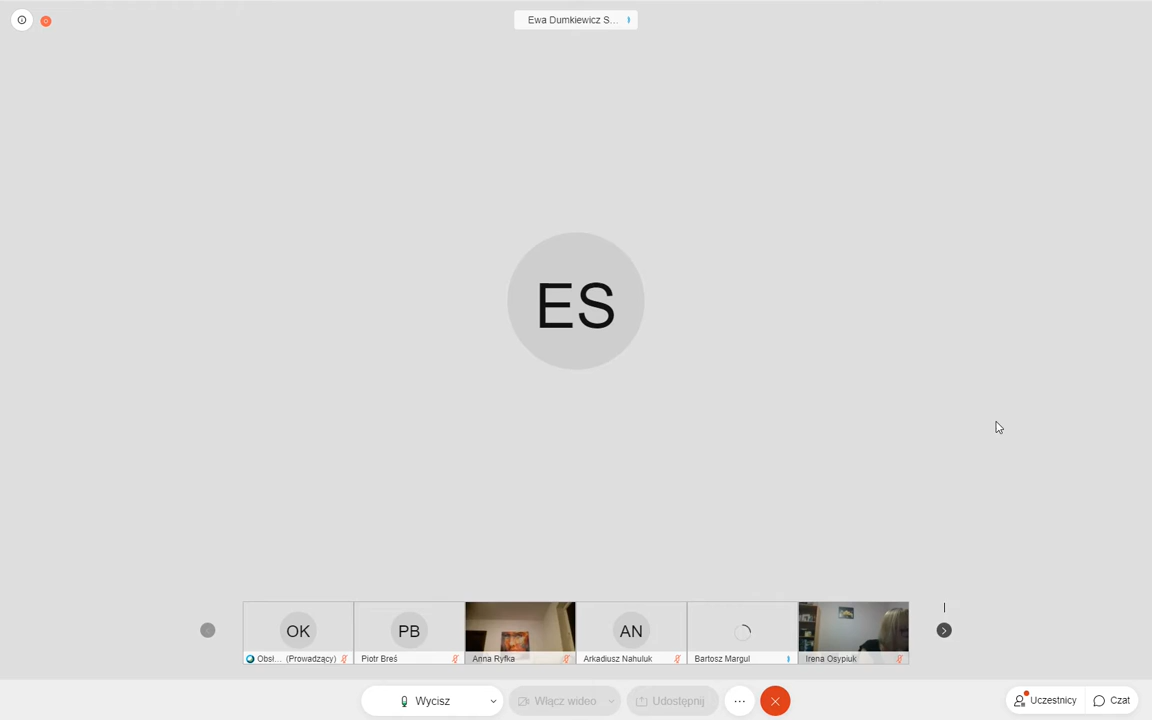 Ewa Dumkiewicz S...
ES
OK
PB
AN
Obsł... (Prowadzący)
Piotr Breś
Anna Ryfka
Arkadiusz Nahuluk
Bartosz Margul
Irena Osypiuk
Wycisz
Włącz wideo
Udostępnij
Uczestnicy
Czat